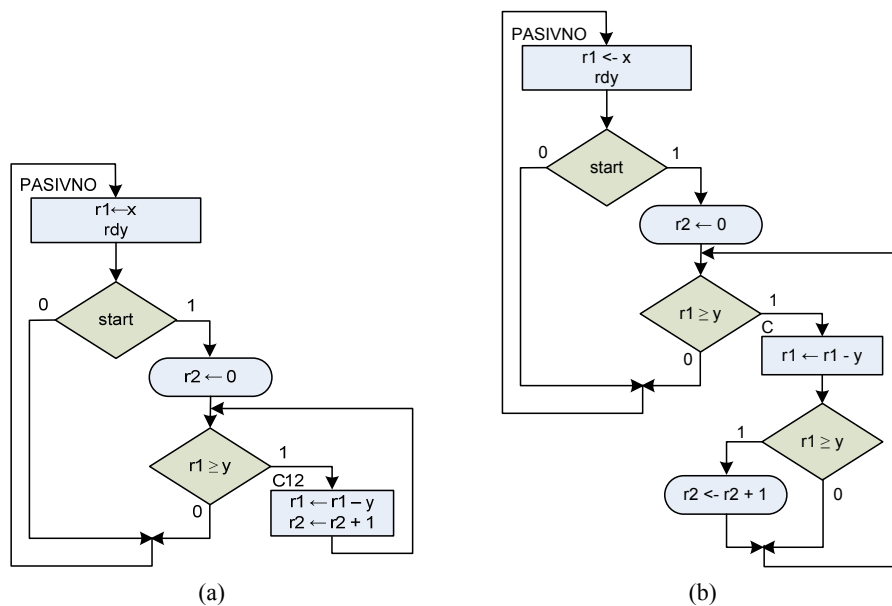 PASIVNO
r1←x
rdy
start
0
1
r2 ← 0
r1 ≥ y
1
0
C12
r1 ← r1 – y
r2 ← r2 + 1
(a)
PASIVNO
r1 <- x
rdy
start
0
1
r2 ← 0
r1 ≥ y
1
0
C
r1 ← r1 - y
r1 ≥ y
1
0
r2 <- r2 + 1
(b)